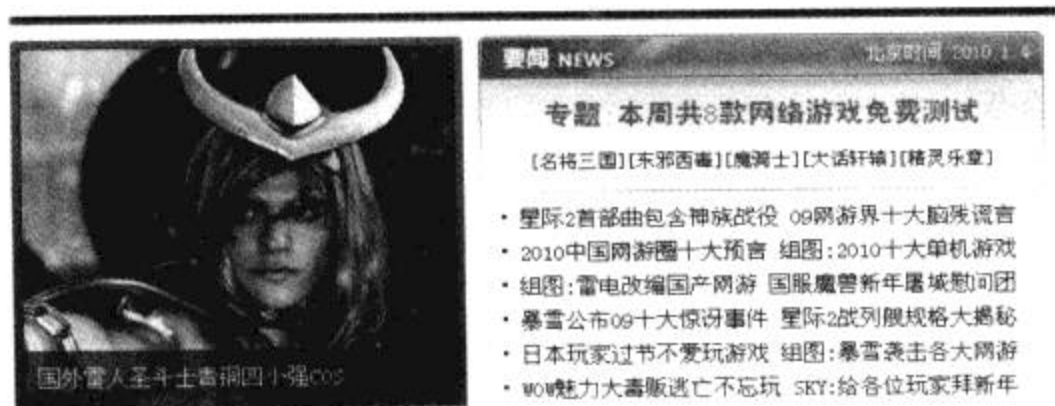 国外雷人圣斗士青铜四小强cos
要闻 NEWS
北京时间 2010.1.4
专题 本周共8款网络游戏免费测试
[名将三国][东邪西毒][魔骑士][大话轩辕][精灵乐章]
· 星际2首部曲包含神族战役 09网游界十大脑残谎言
· 2010中国网游圈十大预言 组图:2010十大单机游戏
· 组图:雷电改编国产网游 国服魔兽新年屠城慰问团
· 暴雪公布09十大惊讶事件 星际2战列舰规格大揭秘
· 日本玩家过节不爱玩游戏 组图:暴雪袭击各大网游
· WOW魅力大毒贩逃亡不忘玩 SKY:给各位玩家拜新年